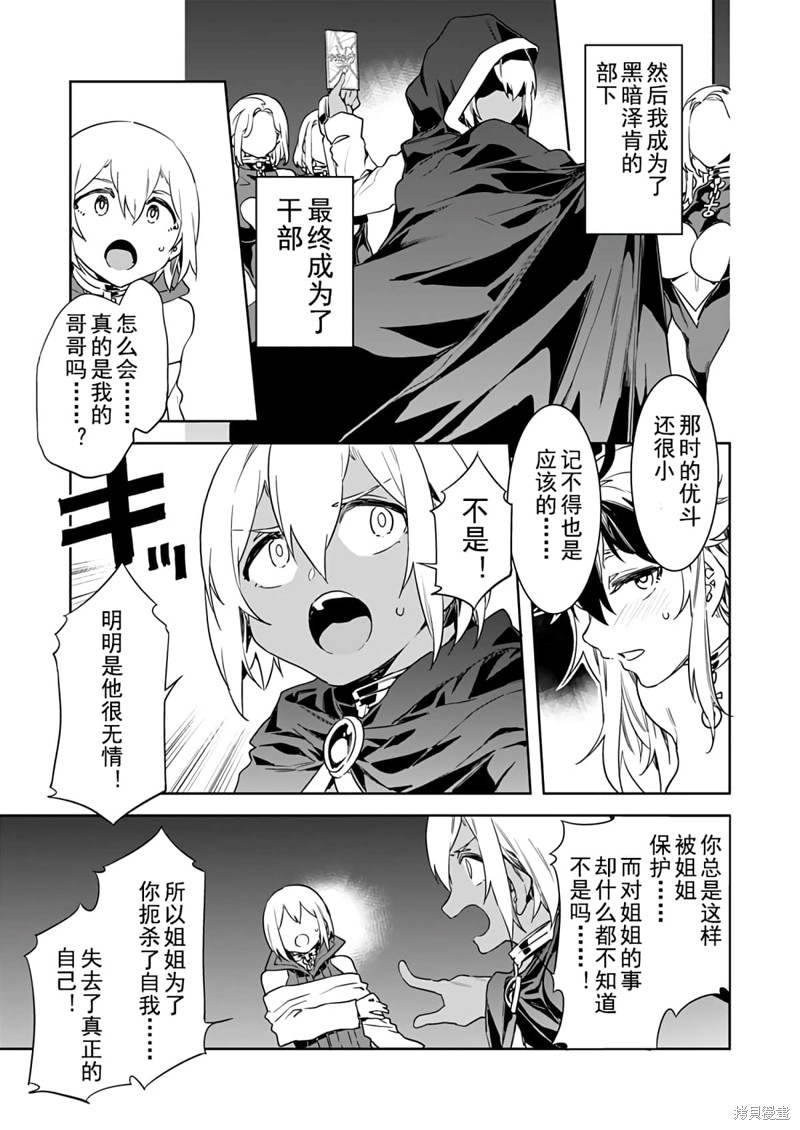 然后我成为了
黑暗泽肯的
部下
最终成为了
干部
怎么会……
真的是我的
哥哥吗……
？
那时的优斗
还很小
记不得也是
应该的……
不是！
明明是他很无情！
你总是这样
被姐姐
保护……
而对姐姐的事
却什么都不知道
不是吗……！
所以姐姐为了
你扼杀了自我……
失去了真正的
自己！
拷貝漫畫